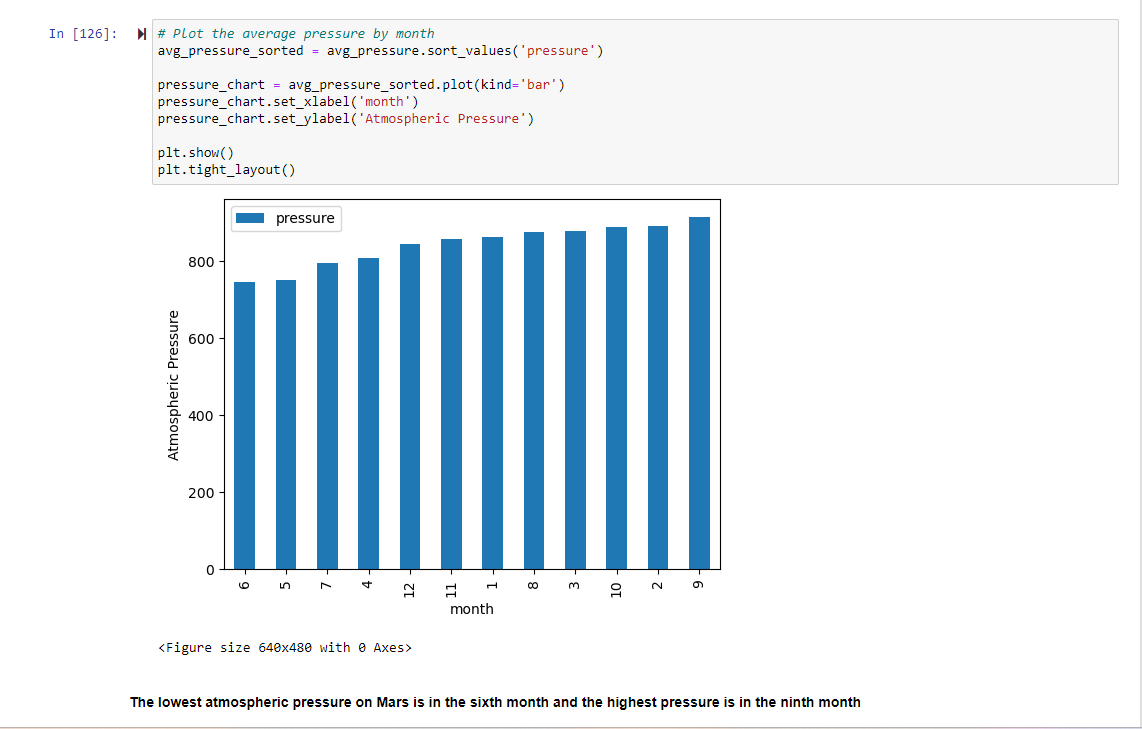 In [126]:
# Plot the average pressure by month
avg_pressure_sorted = avg_pressure.sort_values('pressure')
pressure_chart = avg_pressure_sorted.plot(kind='bar')
pressure_chart.set_xlabel('month')
pressure_chart.set_ylabel('Atmospheric Pressure')
plt.show()
plt.tight_layout()
pressure
800
600
400
200
0
Atmospheric Pressure
6 5 7 4 12 11 1 8 3 10 2 9
month
<Figure size 640x480 with 0 Axes>
The lowest atmospheric pressure on Mars is in the sixth month and the highest pressure is in the ninth month